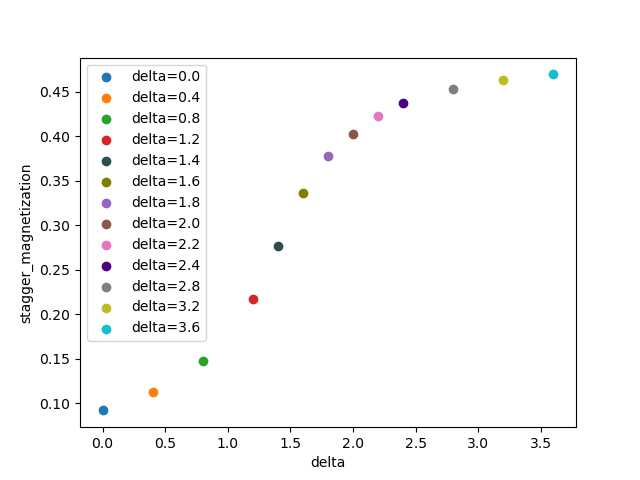 delta=0.0
delta=0.4
delta=0.8
delta=1.2
delta=1.4
delta=1.6
delta=1.8
delta=2.0
delta=2.2
delta=2.4
delta=2.8
delta=3.2
delta=3.6
0.45
0.40
0.35
0.30
0.25
0.20
0.15
0.10
stagger_magnetization
0.0 0.5 1.0 1.5 2.0 2.5 3.0 3.5
delta